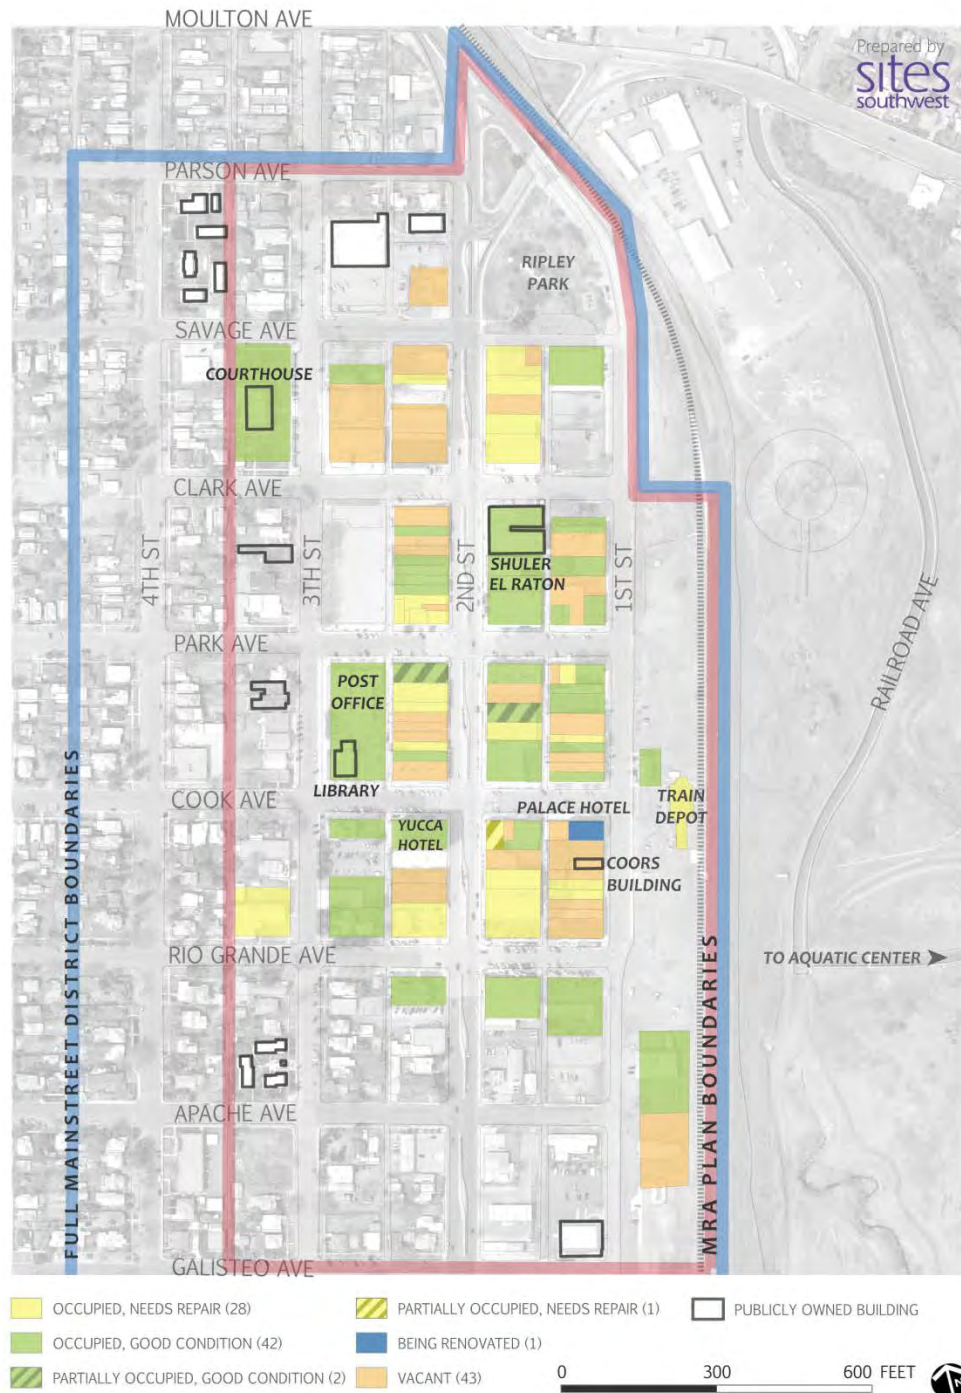 MOULTON AVE
Prepared by
sites
southwest
PARSON AVE
RIPLEY
PARK
SAVAGE AVE
COURTHOUSE
CLARK AVE
4TH ST
3TH ST
2ND ST
1ST ST
SHULER
EL RATON
PARK AVE
RAILROAD AVE
POST
OFFICE
LIBRARY
COOK AVE
YUCCA
HOTEL
PALACE HOTEL
TRAIN
DEPOT
COORS
BUILDING
RIO GRANDE AVE
TO AQUATIC CENTER
FULL MAINSTREET DISTRICT BOUNDARIES
MRA PLAN BOUNDARIES
APACHE AVE
GALISTEO AVE
OCCUPIED, NEEDS REPAIR (28)
PARTIALLY OCCUPIED, NEEDS REPAIR (1)
PUBLICLY OWNED BUILDING
OCCUPIED, GOOD CONDITION (42)
BEING RENOVATED (1)
PARTIALLY OCCUPIED, GOOD CONDITION (2)
VACANT (43)
0 300 600 FEET
N